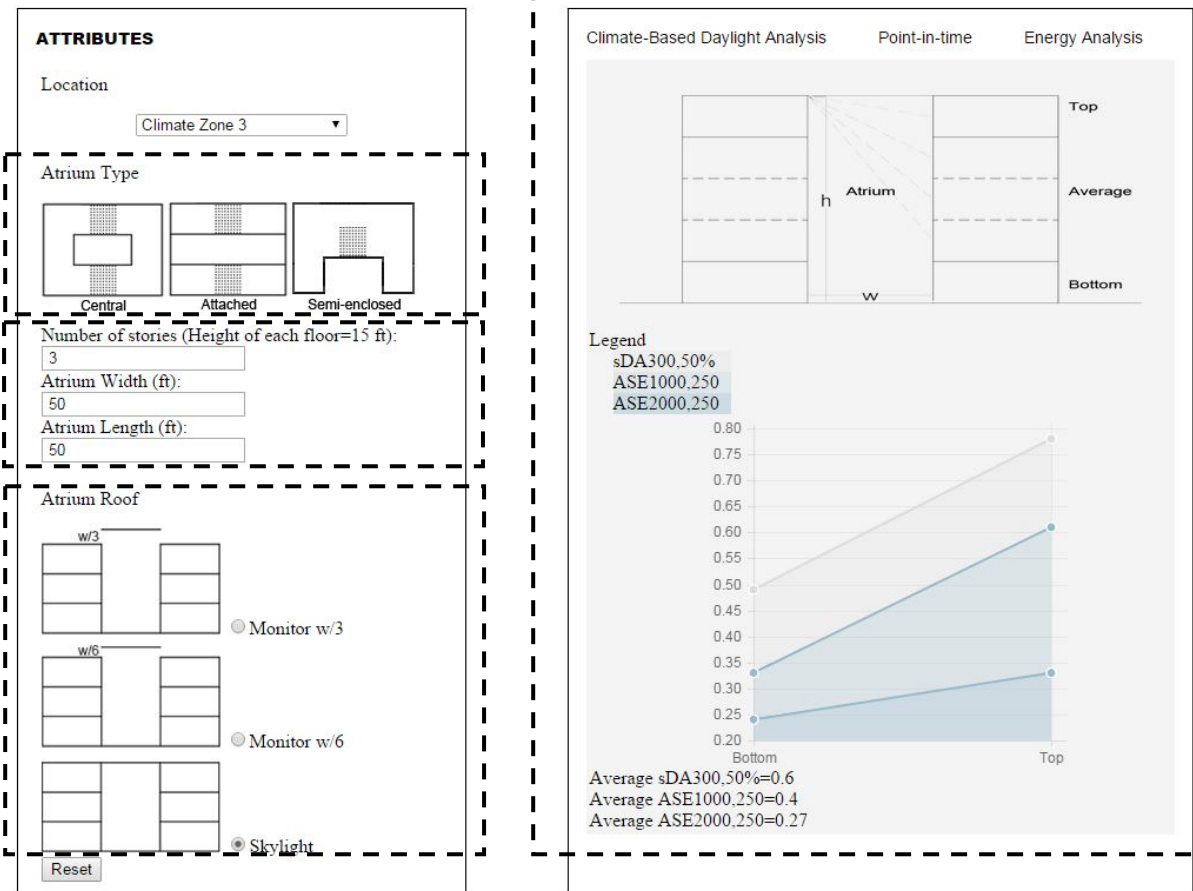 ATTRIBUTES
Location
Climate Zone 3
Atrium Type
Central Attached Semi-enclosed
Number of stories (Height of each floor=15 ft):
3
Atrium Width (ft):
50
Atrium Length (ft):
50
Atrium Roof
w/3
Monitor w/3
w/6
Monitor w/6
Skylight
Reset
Climate-Based Daylight Analysis Point-in-time Energy Analysis
Top
Atrium Average
h
Bottom
w
Legend
sDA300,50%
ASE1000,250
ASE2000,250
0.80
0.75
0.70
0.65
0.60
0.55
0.50
0.45
0.40
0.35
0.30
0.25
0.20
Bottom Top
Average sDA300,50%=0.6
Average ASE1000,250=0.4
Average ASE2000,250=0.27